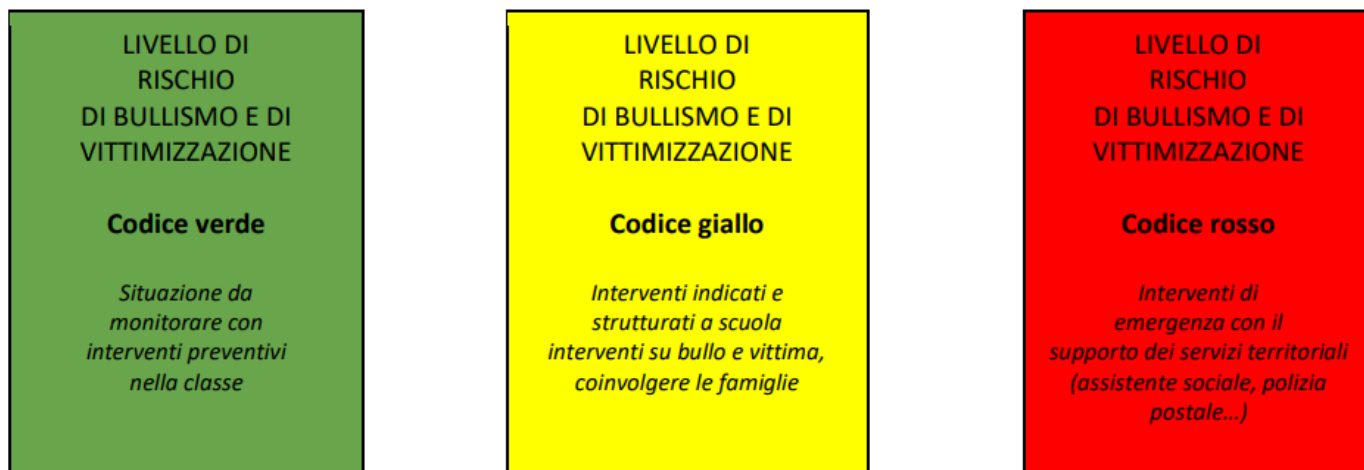 LIVELLO DI
RISCHIO
DI BULLISMO E DI
VITTIMIZZAZIONE
Codice verde
Situazione da
monitorare con
interventi preventivi
nella classe
LIVELLO DI
RISCHIO
DI BULLISMO E DI
VITTIMIZZAZIONE
Codice giallo
Interventi indicati e
strutturati a scuola
interventi su bullo e vittima,
coinvolgere le famiglie
LIVELLO DI
RISCHIO
DI BULLISMO E DI
VITTIMIZZAZIONE
Codice rosso
Interventi di
emergenza con il
supporto dei servizi territoriali
(assistente sociale, polizia
postale…)